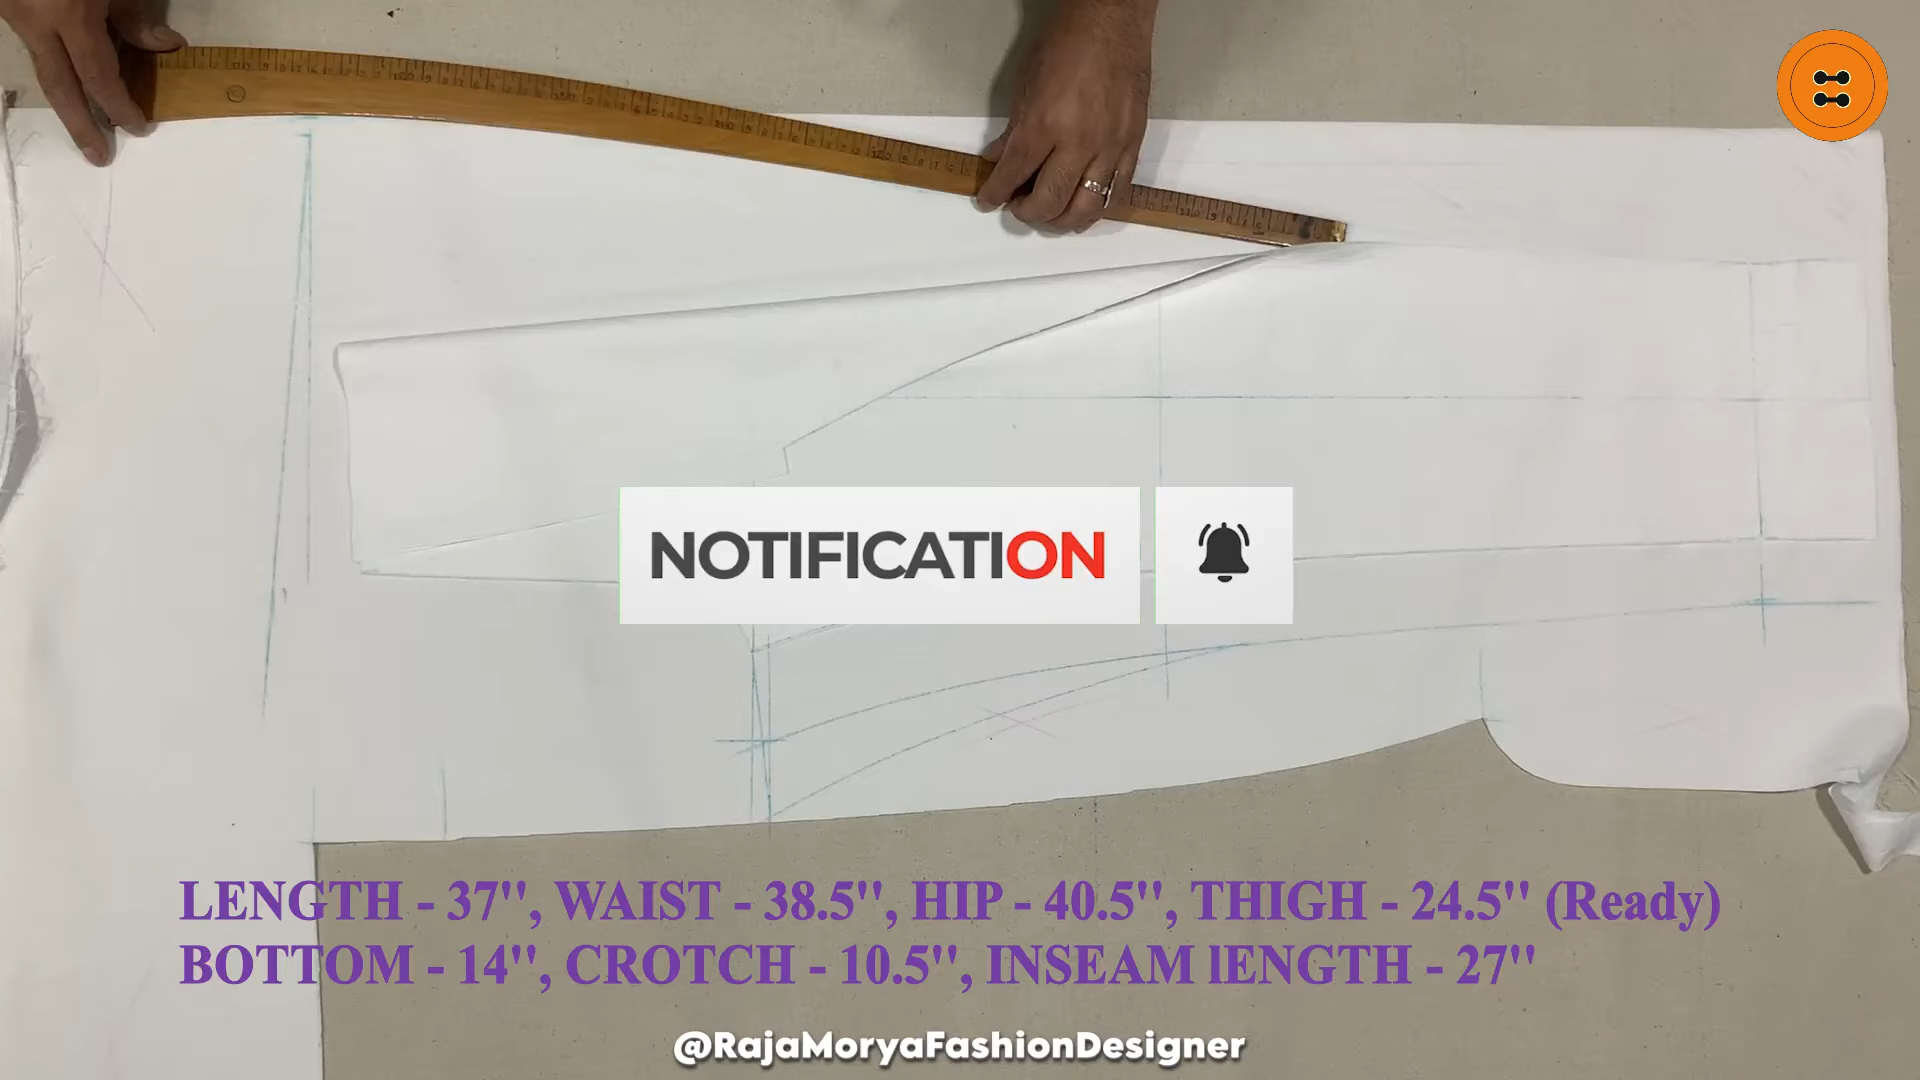 NOTIFICATION
LENGTH - 37'', WAIST - 38.5'', HIP - 40.5'', THIGH - 24.5'' (Ready)
BOTTOM - 14'', CROTCH - 10.5'', INSEAM lENGTH - 27''
@RajaMoryaFashionDesigner